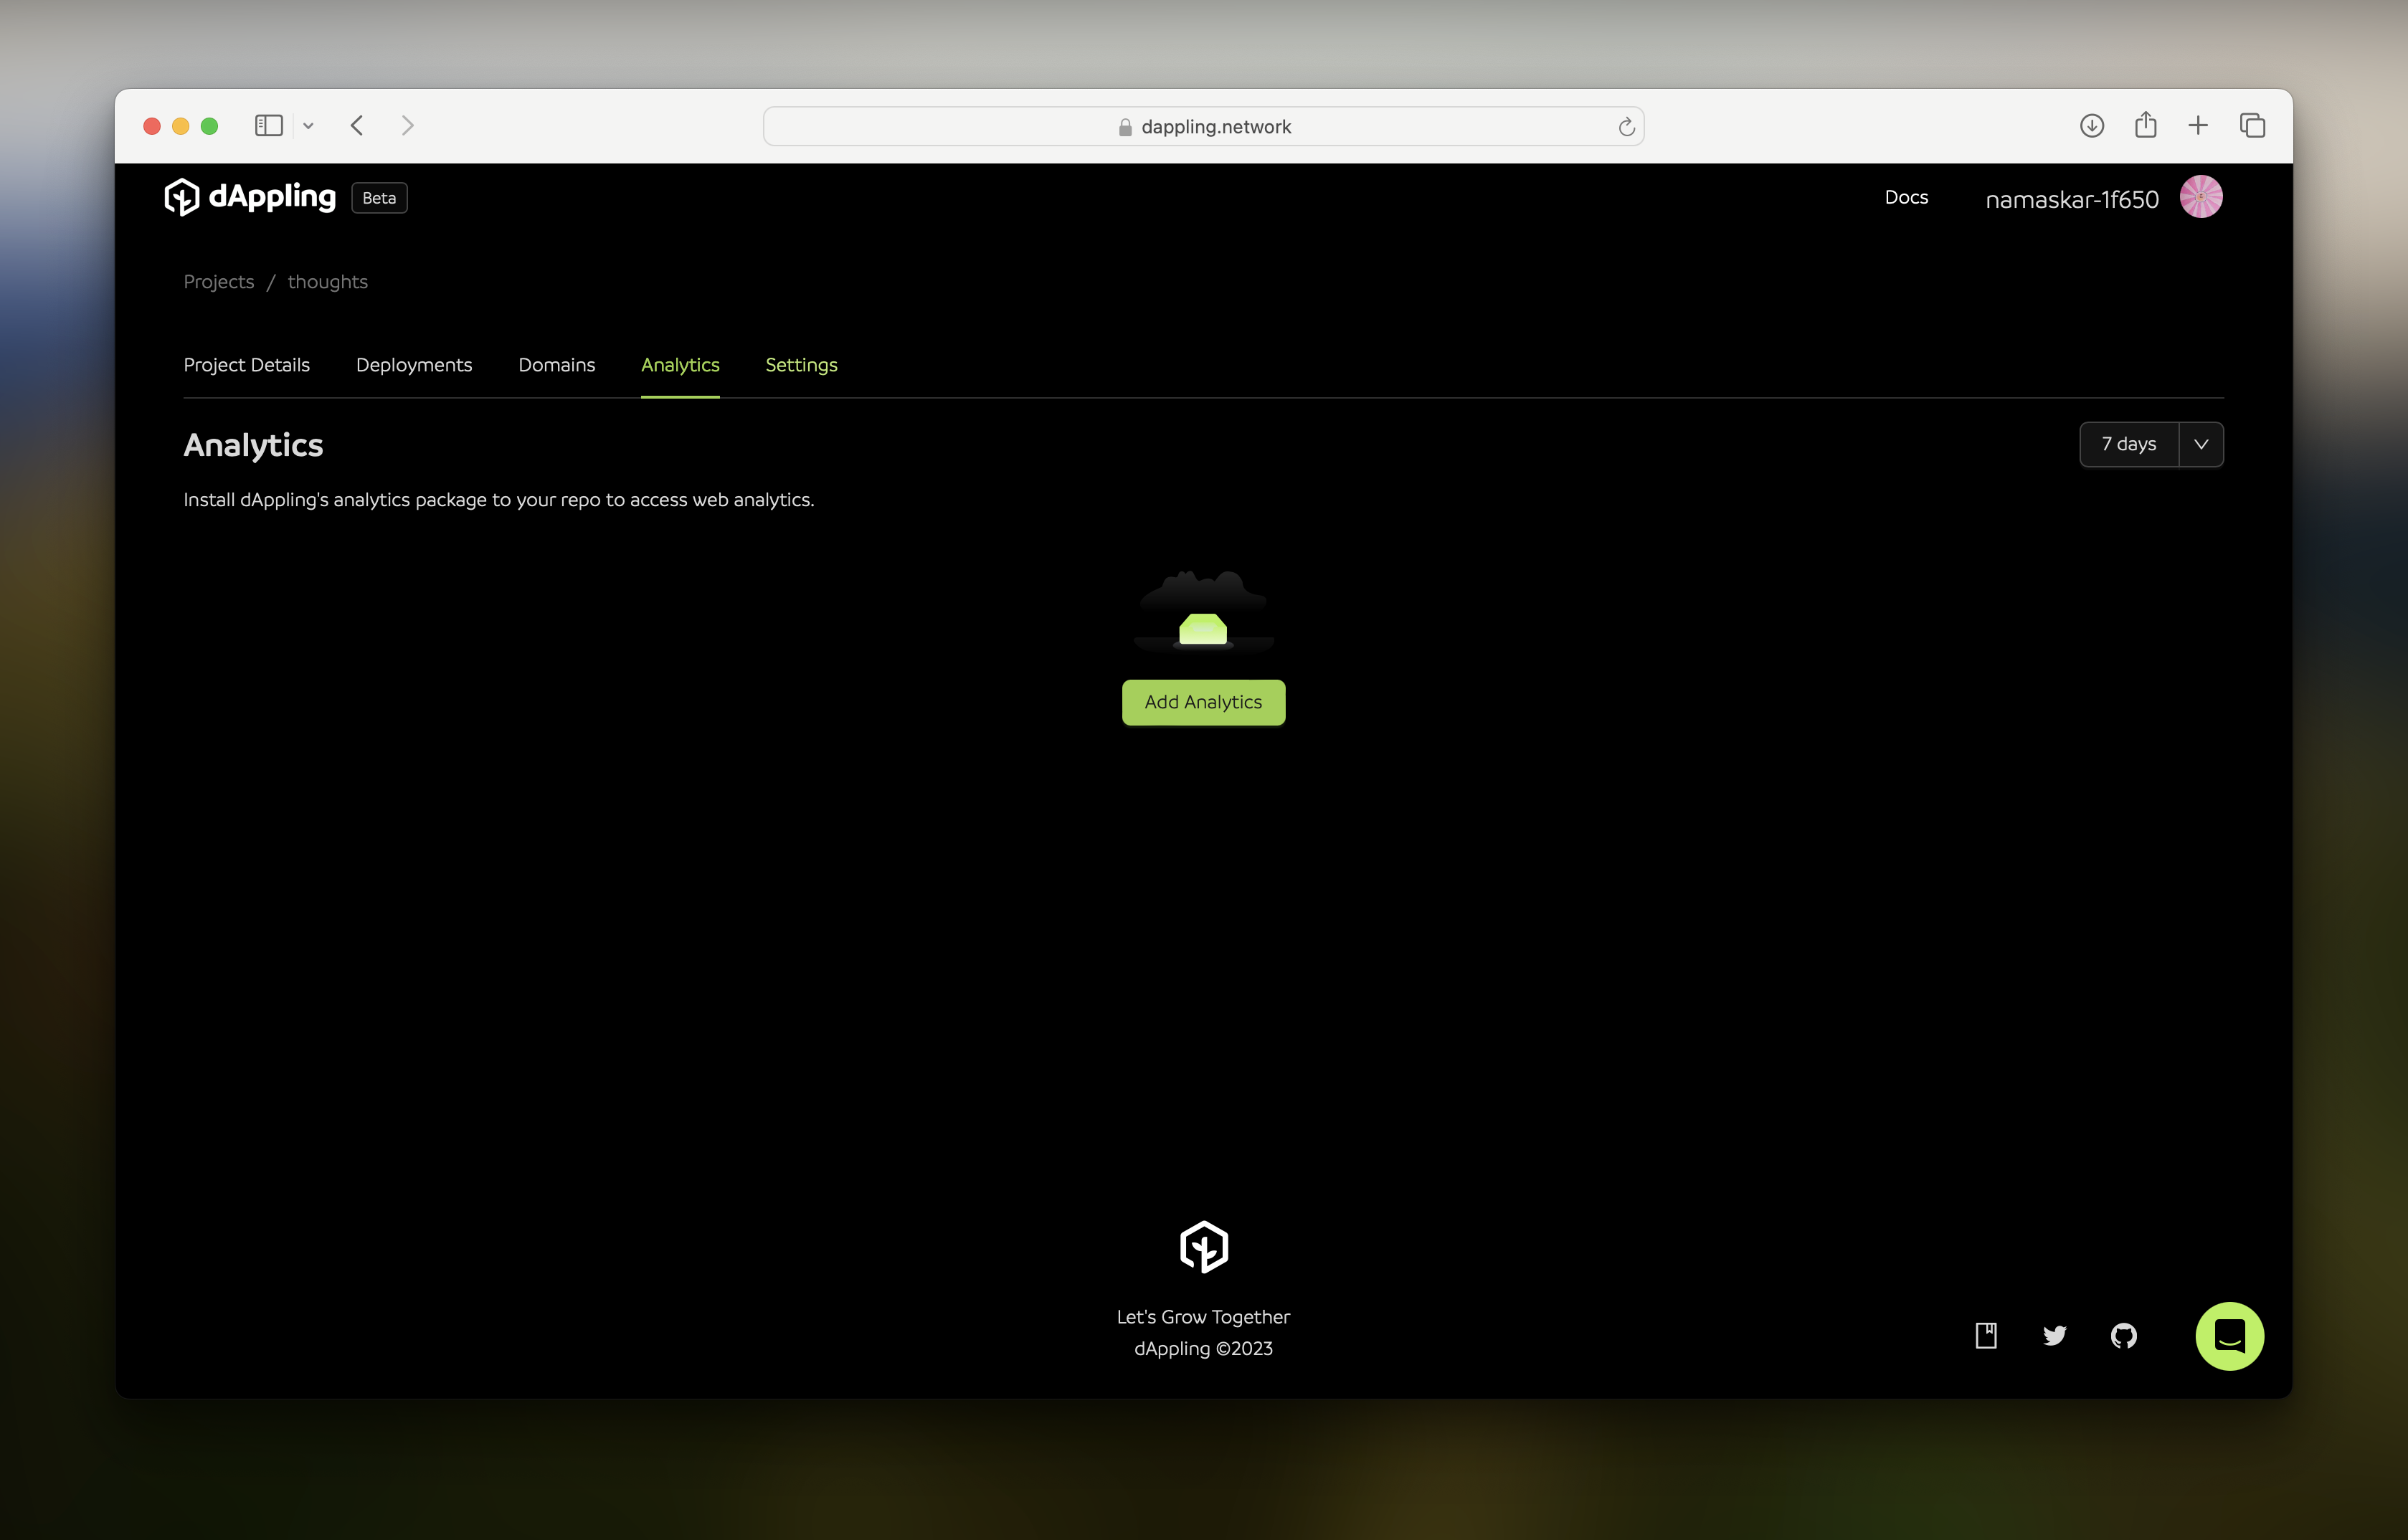 dappling.network
dAppling Beta
Docs
namaskar-1f650
Projects / thoughts
Project Details Deployments Domains Analytics Settings
Analytics
7 days
Install dAppling's analytics package to your repo to access web analytics.
Add Analytics
Let's Grow Together
dAppling ©2023